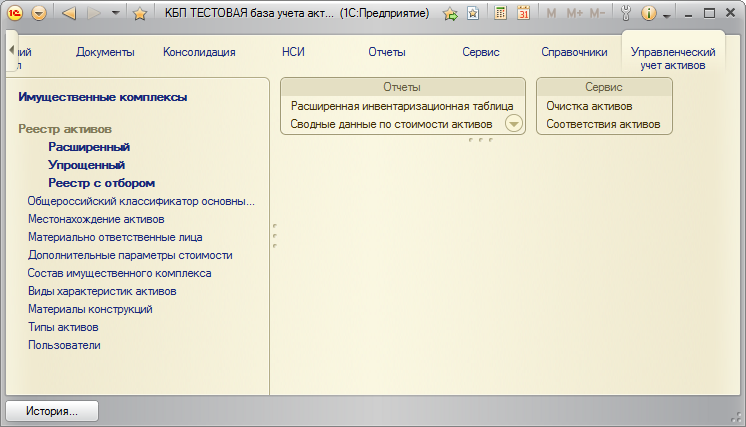 КБП ТЕСТОВАЯ база учета акт... (1С:Предприятие)
M M+ M-
31
ний
л
Документы
Консолидация
НСИ
Отчеты
Сервис
Справочники
Управленческий
учет активов
Имущественные комплексы
Реестр активов
Расширенный
Упрощенный
Реестр с отбором
Общероссийский классификатор основны...
Местонахождение активов
Материально ответственные лица
Дополнительные параметры стоимости
Состав имущественного комплекса
Виды характеристик активов
Материалы конструкций
Типы активов
Пользователи
Отчеты
Расширенная инвентаризационная таблица
Сводные данные по стоимости активов
Сервис
Очистка активов
Соответствия активов
История...